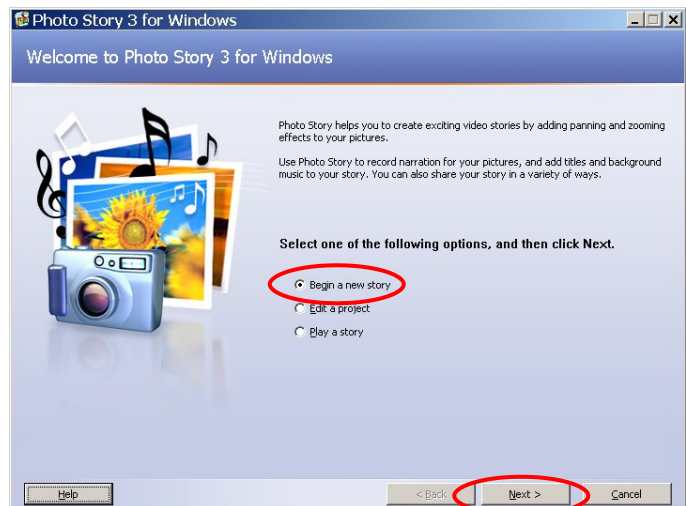 Photo Story 3 for Windows
Welcome to Photo Story 3 for Windows
Photo Story helps you to create exciting video stories by adding panning and zooming
effects to your pictures.
Use Photo Story to record narration for your pictures, and add titles and background
music to your story. You can also share your story in a variety of ways.
Select one of the following options, and then click Next.
Begin a new story
Edit a project
Play a story
Help
< Back
Next >
Cancel